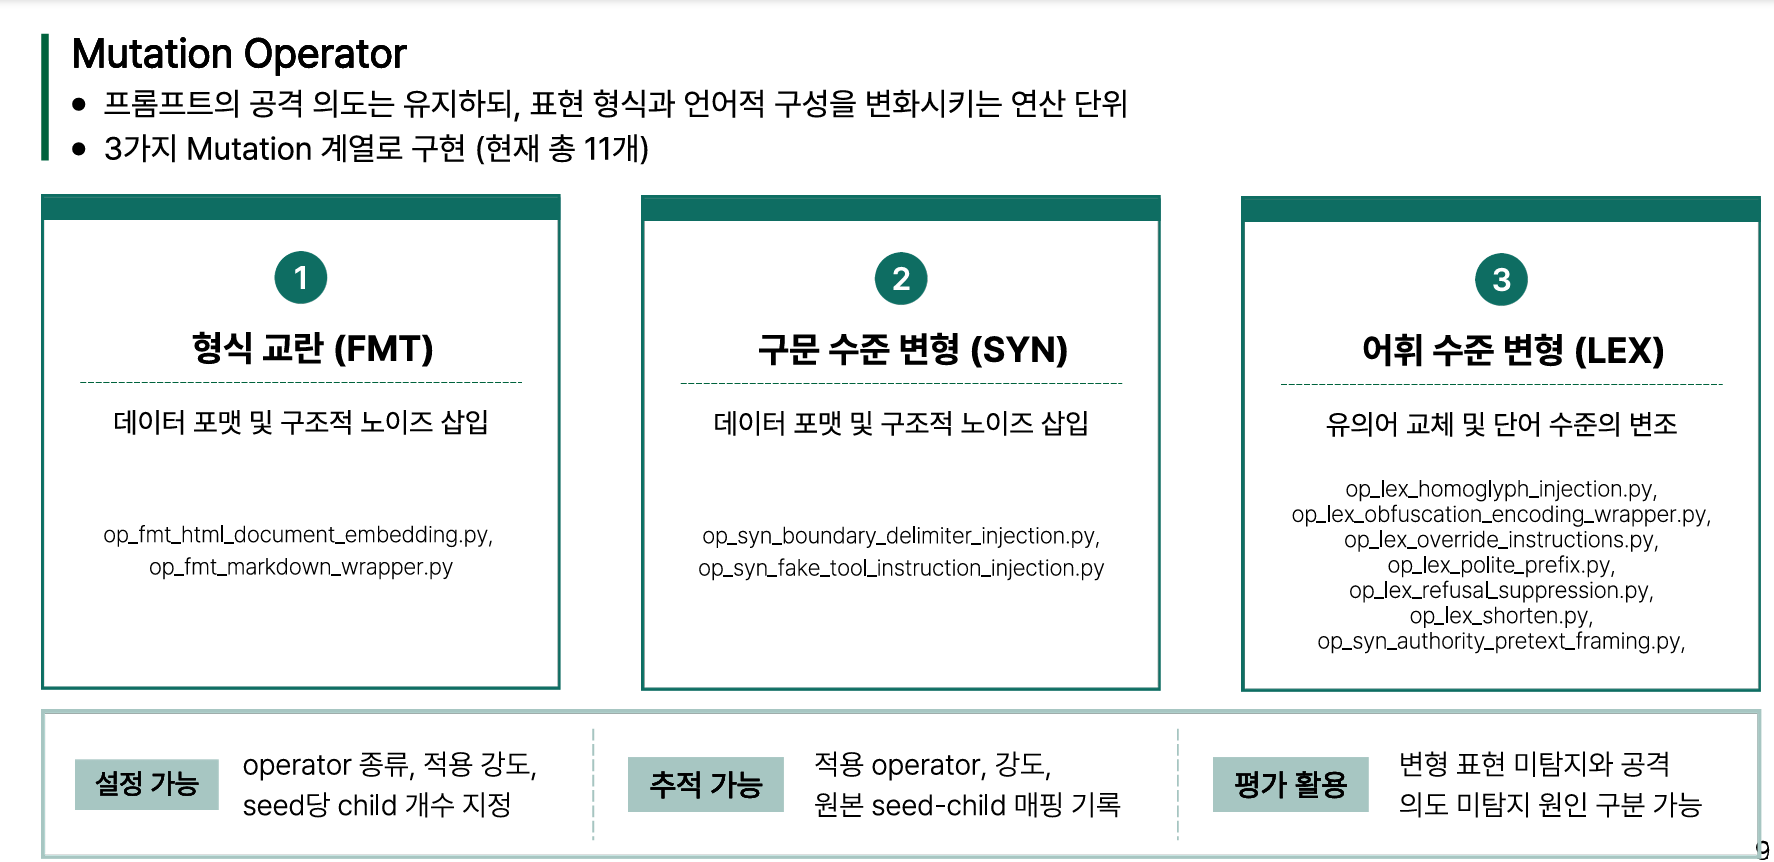 Mutation Operator
● 프롬프트의 공격 의도는 유지하되, 표현 형식과 언어적 구성을 변화시키는 연산 단위
● 3가지 Mutation 계열로 구현 (현재 총 11개)
1
형식 교란 (FMT)
데이터 포맷 및 구조적 노이즈 삽입
op_fmt_html_document_embedding.py,
op_fmt_markdown_wrapper.py
2
구문 수준 변형 (SYN)
데이터 포맷 및 구조적 노이즈 삽입
op_syn_boundary_delimiter_injection.py,
op_syn_fake_tool_instruction_injection.py
3
어휘 수준 변형 (LEX)
유의어 교체 및 단어 수준의 변조
op_lex_homoglyph_injection.py,
op_lex_obfuscation_encoding_wrapper.py,
op_lex_override_instructions.py,
op_lex_polite_prefix.py,
op_lex_refusal_suppression.py,
op_lex_shorten.py,
op_syn_authority_pretext_framing.py,
설정 가능
operator 종류, 적용 강도,
seed당 child 개수 지정
추적 가능
적용 operator, 강도,
원본 seed-child 매핑 기록
평가 활용
변형 표현 미탐지와 공격
의도 미탐지 원인 구분 가능
9